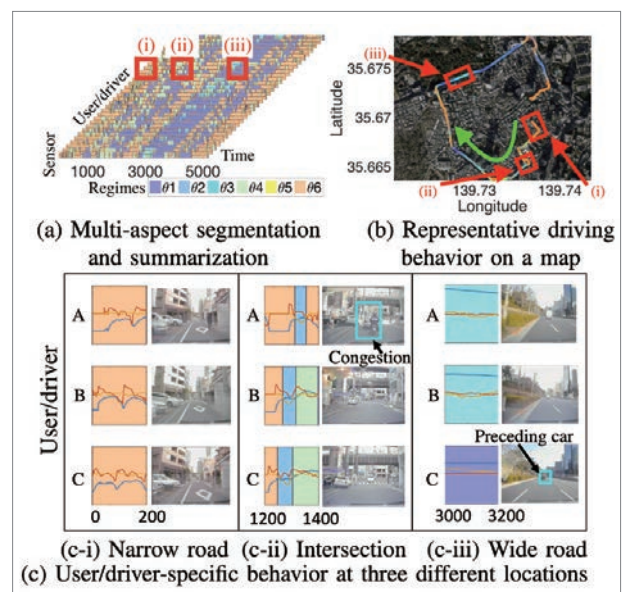 (i) (ii) (iii)
User/driver
Sensor
1000 3000 5000 Time
Regimes θ1 θ2 θ3 θ4 θ5 θ6
(a) Multi-aspect segmentation
and summarization
(iii)
35.675
35.67
35.665
Latitude
(ii)
(i)
139.73 139.74
Longitude
(b) Representative driving
behavior on a map
User/driver
A
B
C
0 200
Congestion
A
B
C
1200 1400
A
B
Preceding car
C
3000 3200
(c-i) Narrow road (c-ii) Intersection (c-iii) Wide road
(c) User/driver-specific behavior at three different locations